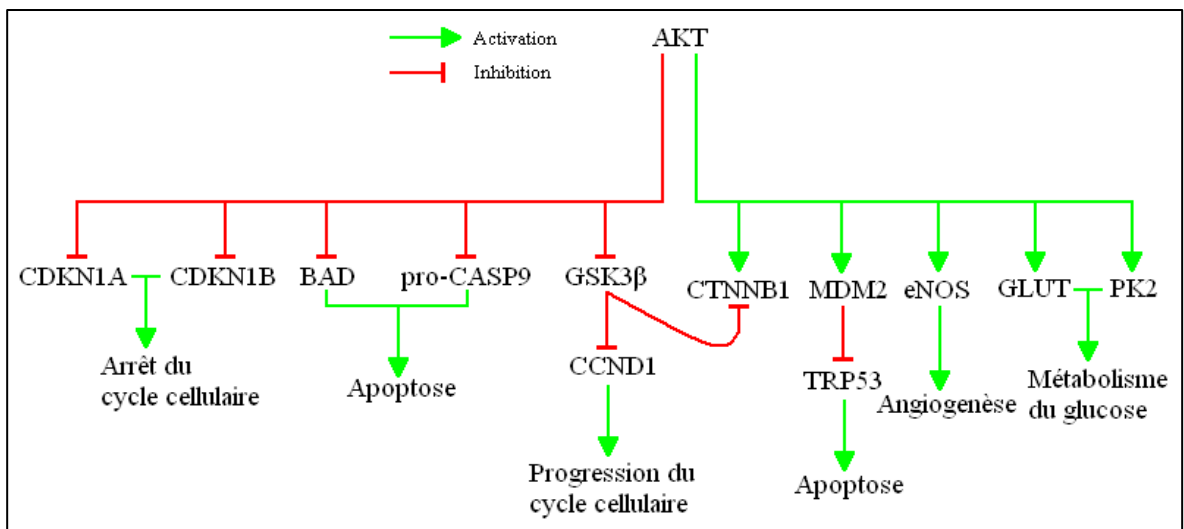 Activation
Inhibition
AKT
CDKN1A
CDKN1B
BAD
pro-CASP9
GSK3β
CTNNB1
MDM2
eNOS
GLUT
PK2
Arrêt du
cycle cellulaire
Apoptose
CCND1
TRP53
Angiogenèse
Métabolisme
du glucose
Progression du
cycle cellulaire
Apoptose